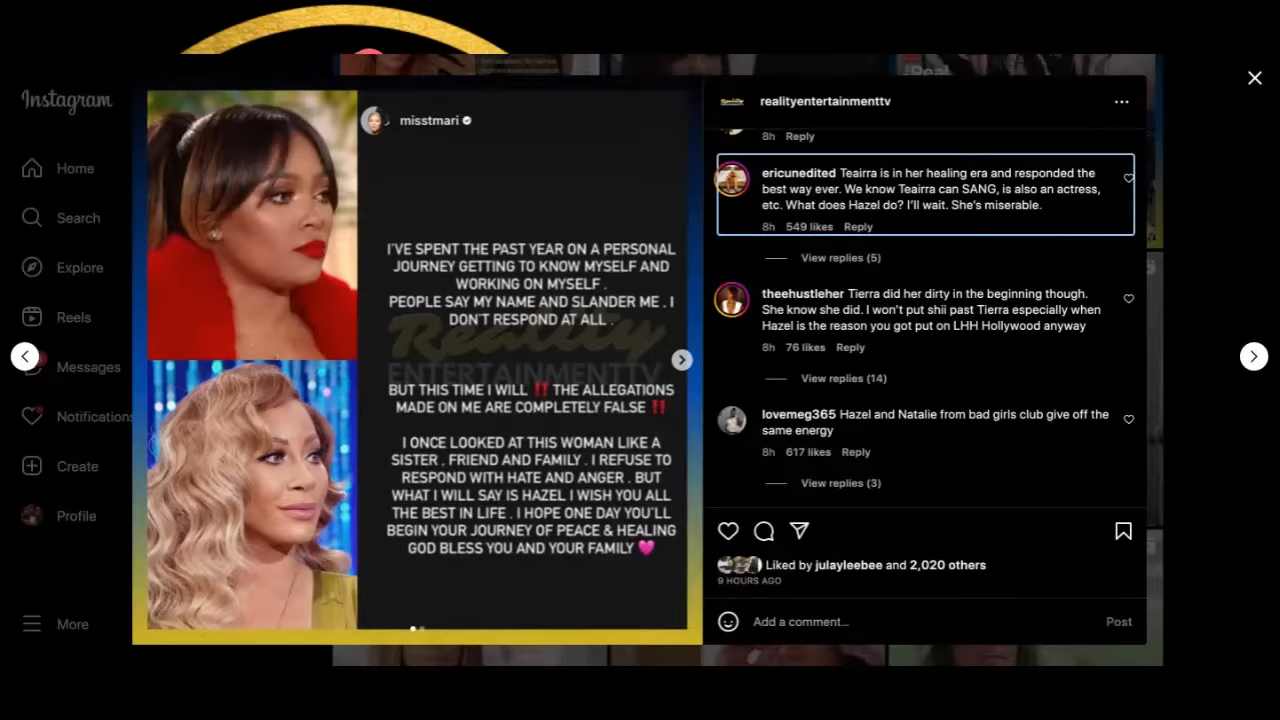 Instagram
Home
Search
Explore
Reels
Messages
Notifications
Create
Profile
More
misstmari
I'VE SPENT THE PAST YEAR ON A PERSONAL
JOURNEY GETTING TO KNOW MYSELF AND
WORKING ON MYSELF .
PEOPLE SAY MY NAME AND SLANDER ME . I
DON'T RESPOND AT ALL .
Reality
ENTERTAINMENTTV
BUT THIS TIME I WILL ‼️ THE ALLEGATIONS
MADE ON ME ARE COMPLETELY FALSE ‼️
I ONCE LOOKED AT THIS WOMAN LIKE A
SISTER , FRIEND AND FAMILY . I REFUSE TO
RESPOND WITH HATE AND ANGER . BUT
WHAT I WILL SAY IS HAZEL I WISH YOU ALL
THE BEST IN LIFE . I HOPE ONE DAY YOU'LL
BEGIN YOUR JOURNEY OF PEACE & HEALING
GOD BLESS YOU AND YOUR FAMILY 💗
realityentertainmenttv
8h Reply
ericunedited Teairra is in her healing era and responded the
best way ever. We know Teairra can SANG, is also an actress,
etc. What does Hazel do? I'll wait. She's miserable.
8h 549 likes Reply
View replies (5)
theehustleher Tierra did her dirty in the beginning though.
She know she did. I won't put shii past Tierra especially when
Hazel is the reason you got put on LHH Hollywood anyway
8h 76 likes Reply
View replies (14)
lovemeg365 Hazel and Natalie from bad girls club give off the
same energy
8h 617 likes Reply
View replies (3)
Liked by julayleebee and 2,020 others
9 HOURS AGO
Add a comment...
Post